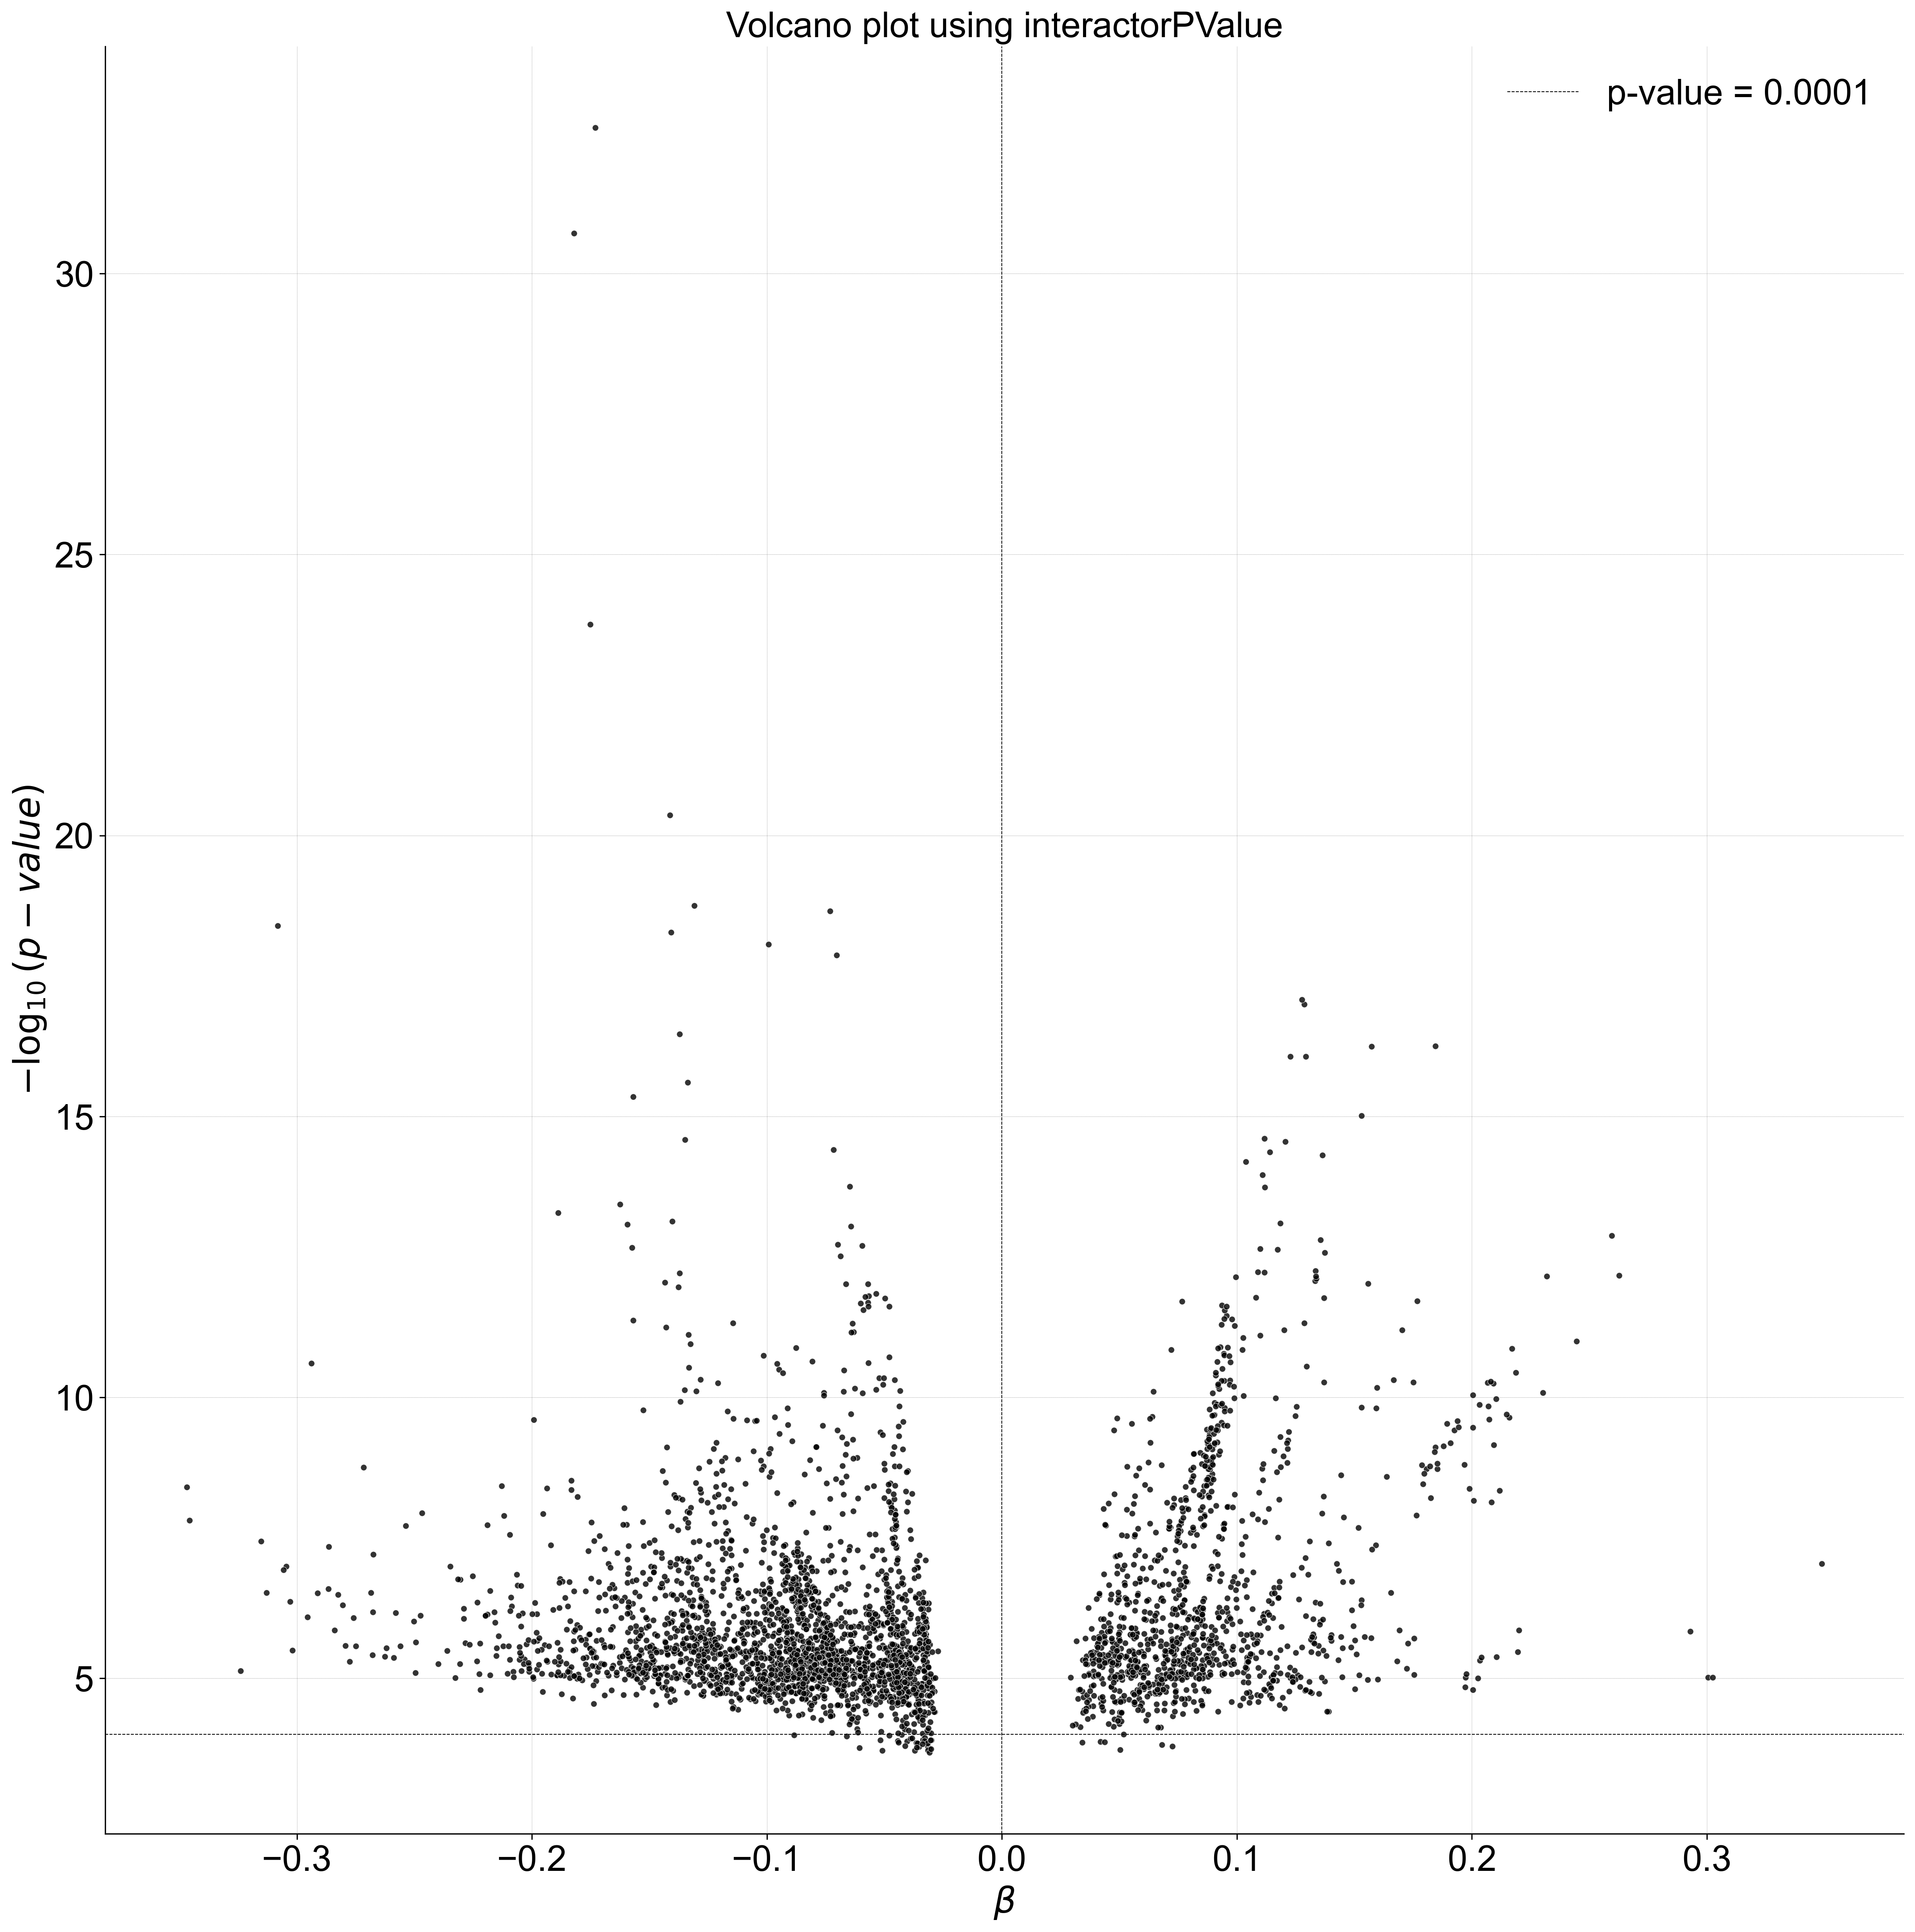 Volcano plot using interactorPValue
p-value = 0.0001
30
25
20
15
10
5
−log₁₀(p − value)
−0.3 −0.2 −0.1 0.0 0.1 0.2 0.3
β